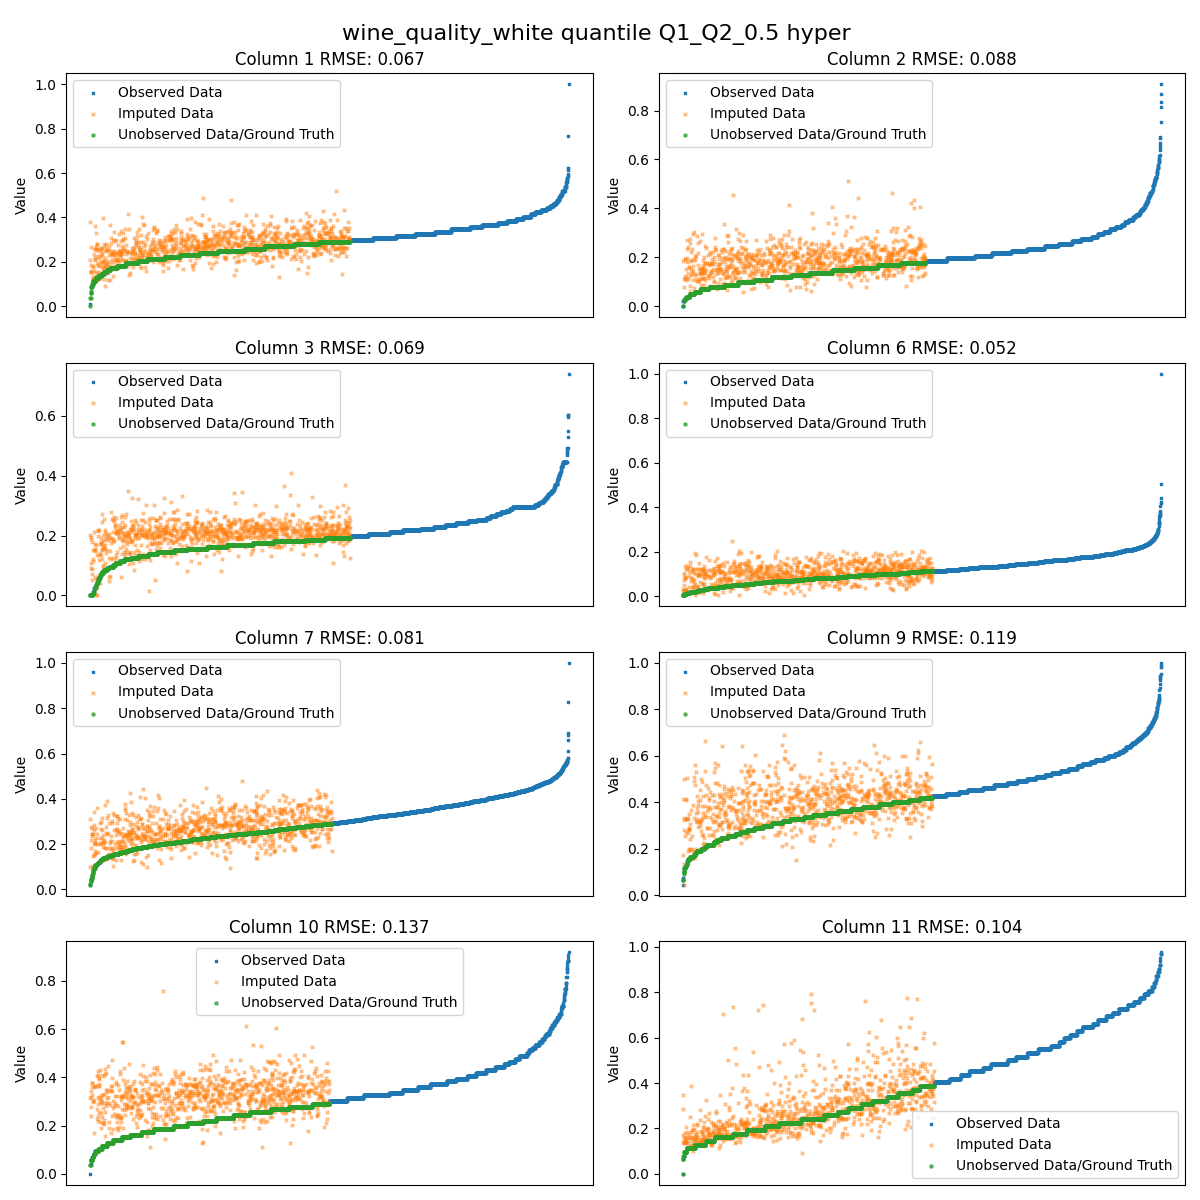 wine_quality_white quantile Q1_Q2_0.5 hyper
Column 1 RMSE: 0.067
Value
1.0
0.8
0.6
0.4
0.2
0.0
Observed Data
Imputed Data
Unobserved Data/Ground Truth
Column 2 RMSE: 0.088
Value
0.8
0.6
0.4
0.2
0.0
Observed Data
Imputed Data
Unobserved Data/Ground Truth
Column 3 RMSE: 0.069
Value
0.6
0.4
0.2
0.0
Observed Data
Imputed Data
Unobserved Data/Ground Truth
Column 6 RMSE: 0.052
Value
1.0
0.8
0.6
0.4
0.2
0.0
Observed Data
Imputed Data
Unobserved Data/Ground Truth
Column 7 RMSE: 0.081
Value
1.0
0.8
0.6
0.4
0.2
0.0
Observed Data
Imputed Data
Unobserved Data/Ground Truth
Column 9 RMSE: 0.119
Value
1.0
0.8
0.6
0.4
0.2
0.0
Observed Data
Imputed Data
Unobserved Data/Ground Truth
Column 10 RMSE: 0.137
Value
0.8
0.6
0.4
0.2
0.0
Observed Data
Imputed Data
Unobserved Data/Ground Truth
Column 11 RMSE: 0.104
Value
1.0
0.8
0.6
0.4
0.2
0.0
Observed Data
Imputed Data
Unobserved Data/Ground Truth